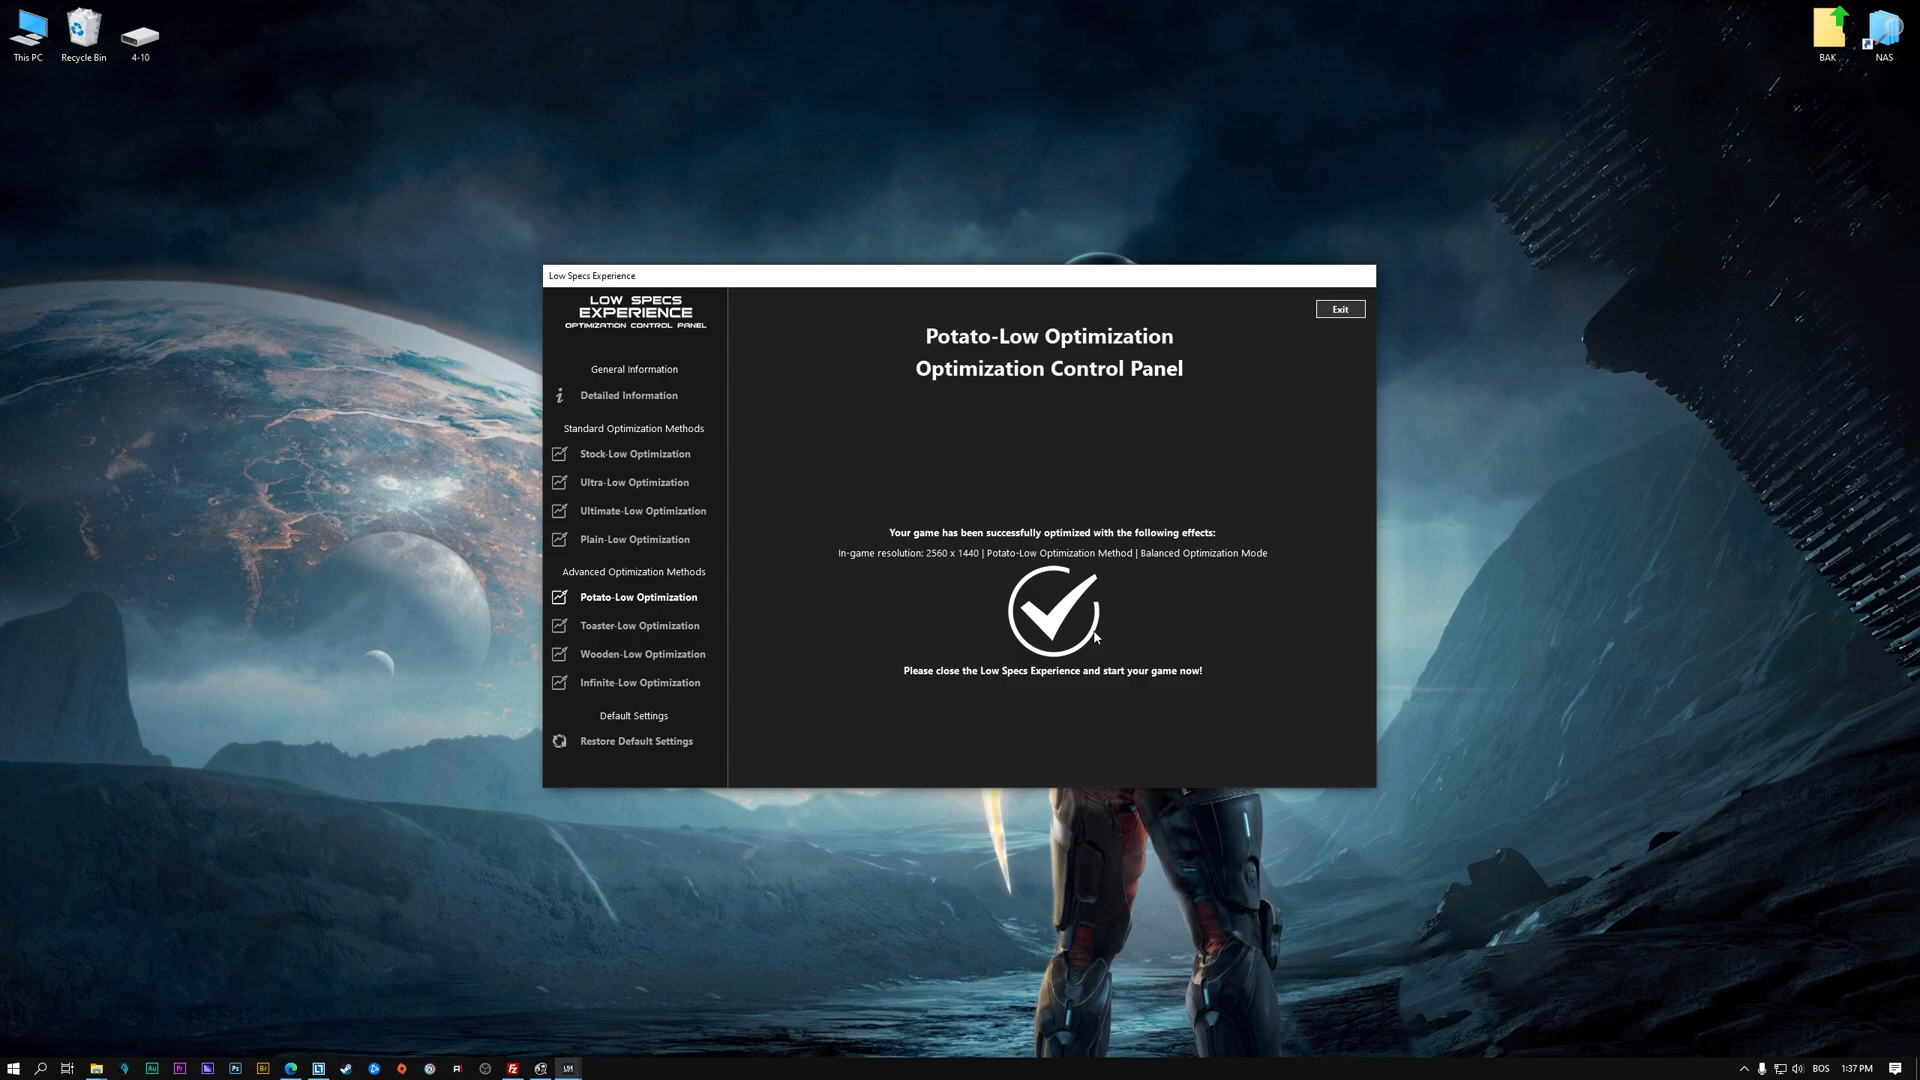 This PC
Recycle Bin
4-10
BAK
NAS
Low Specs Experience
LOW SPECS
EXPERIENCE
OPTIMIZATION CONTROL PANEL
General Information
Detailed Information
Standard Optimization Methods
Stock-Low Optimization
Ultra-Low Optimization
Ultimate-Low Optimization
Plain-Low Optimization
Advanced Optimization Methods
Potato-Low Optimization
Toaster-Low Optimization
Wooden-Low Optimization
Infinite-Low Optimization
Default Settings
Restore Default Settings
Exit
Potato-Low Optimization
Optimization Control Panel
Your game has been successfully optimized with the following effects:
In-game resolution: 2560 x 1440 | Potato-Low Optimization Method | Balanced Optimization Mode
Please close the Low Specs Experience and start your game now!
Au
Pr
Ps
Br
Fz
BOS
1:37 PM